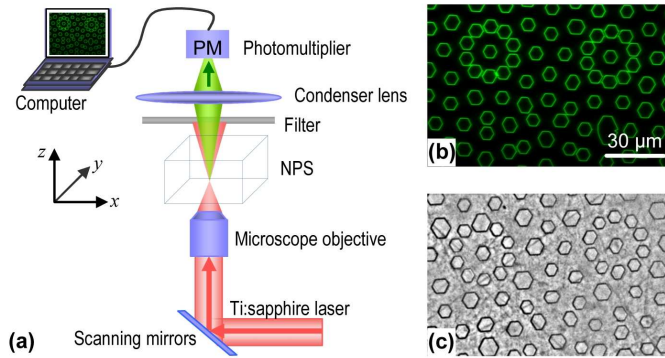 PM
Photomultiplier
Computer
Condenser lens
Filter
NPS
z
y
x
Microscope objective
Ti:sapphire laser
Scanning mirrors
(a)
30 µm
(b)
(c)